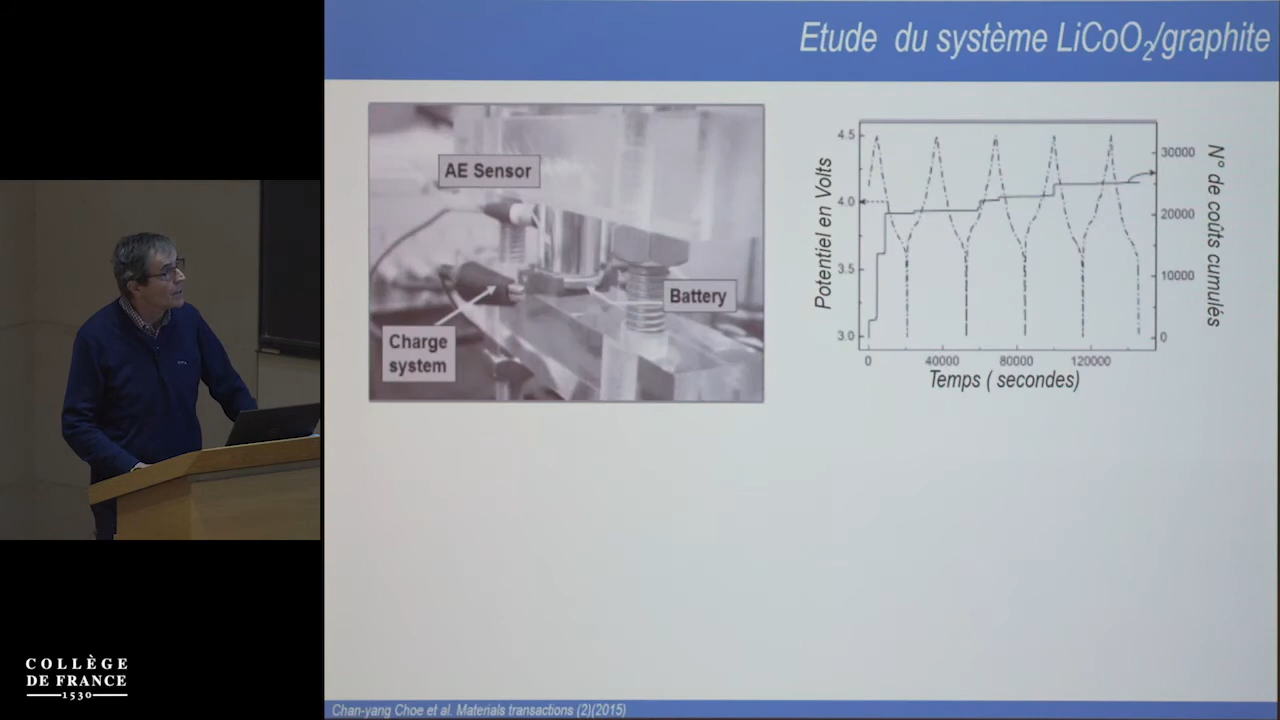 Etude du système LiCoO2/graphite
AE Sensor
Battery
Charge
system
Potentiel en Volts
4.5
4.0
3.5
3.0
0
40000
80000
120000
Temps ( secondes)
30000
20000
10000
0
N° de coûts cumulés
Chan-yang Choe et al. Materials transactions (2)(2015)
COLLÈGE
DE FRANCE
1530